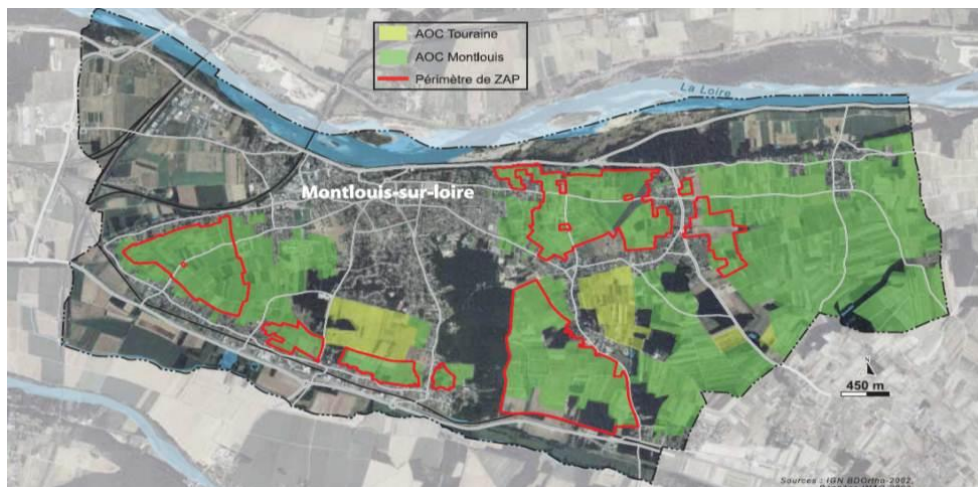 AOC Touraine
AOC Montlouis
Périmètre de ZAP
La Loire
Montlouis-sur-loire
N
450 m
Sources : IGN BDOrtho-2002,